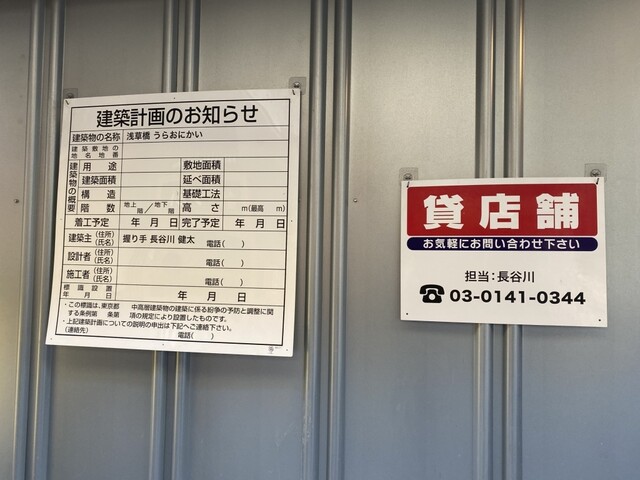 建築計画のお知らせ
建築物の名称 浅草橋 うらおにかい
建築敷地の
地名地番
建築物の概要
用途 敷地面積
建築面積 延べ面積
構造 基礎工法
階数 地上 階/地下 階 高さ m(最高 m)
着工予定 年 月 日 完了予定 年 月 日
建築主 (住所)(氏名) 握り手 長谷川 健太 電話( )
設計者 (住所)(氏名) 電話( )
施工者 (住所)(氏名) 電話( )
標識設置
年月日 年 月 日
・この標識は、東京都 中高層建築物の建築に係る紛争の予防と調整に関
する条例第 条第 項の規定により設置したものです。
・上記建築計画についての説明の申出は下記へご連絡下さい。
(連絡先) 電話( )
貸店舗
お気軽にお問い合わせ下さい
担当:長谷川
☎03-0141-0344